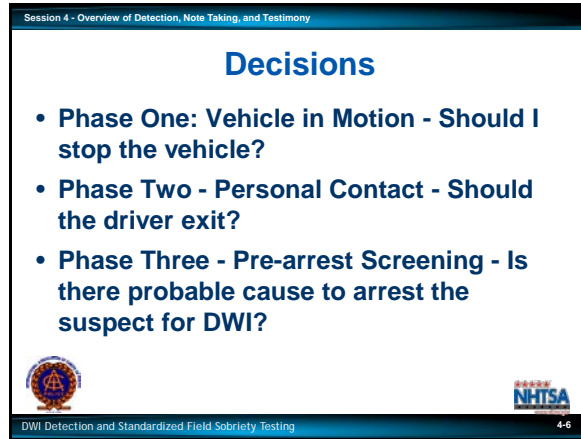 Session 4 - Overview of Detection, Note Taking, and Testimony
Decisions
• Phase One: Vehicle in Motion - Should I
stop the vehicle?
• Phase Two - Personal Contact - Should
the driver exit?
• Phase Three - Pre-arrest Screening - Is
there probable cause to arrest the
suspect for DWI?
NHTSA
DWI Detection and Standardized Field Sobriety Testing
4-6